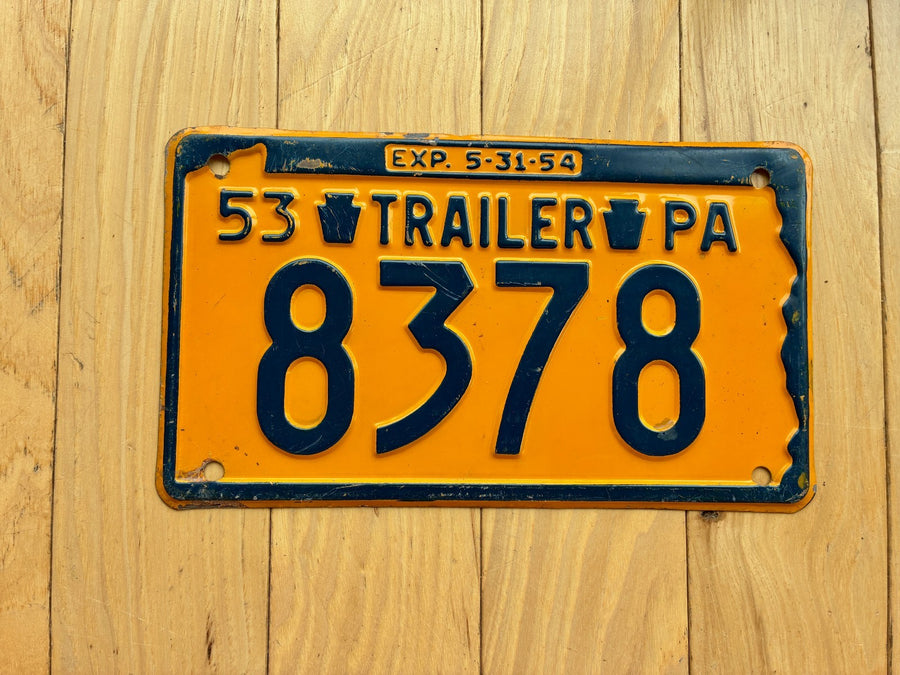 EXP. 5-31-54
53 TRAILER PA
8378